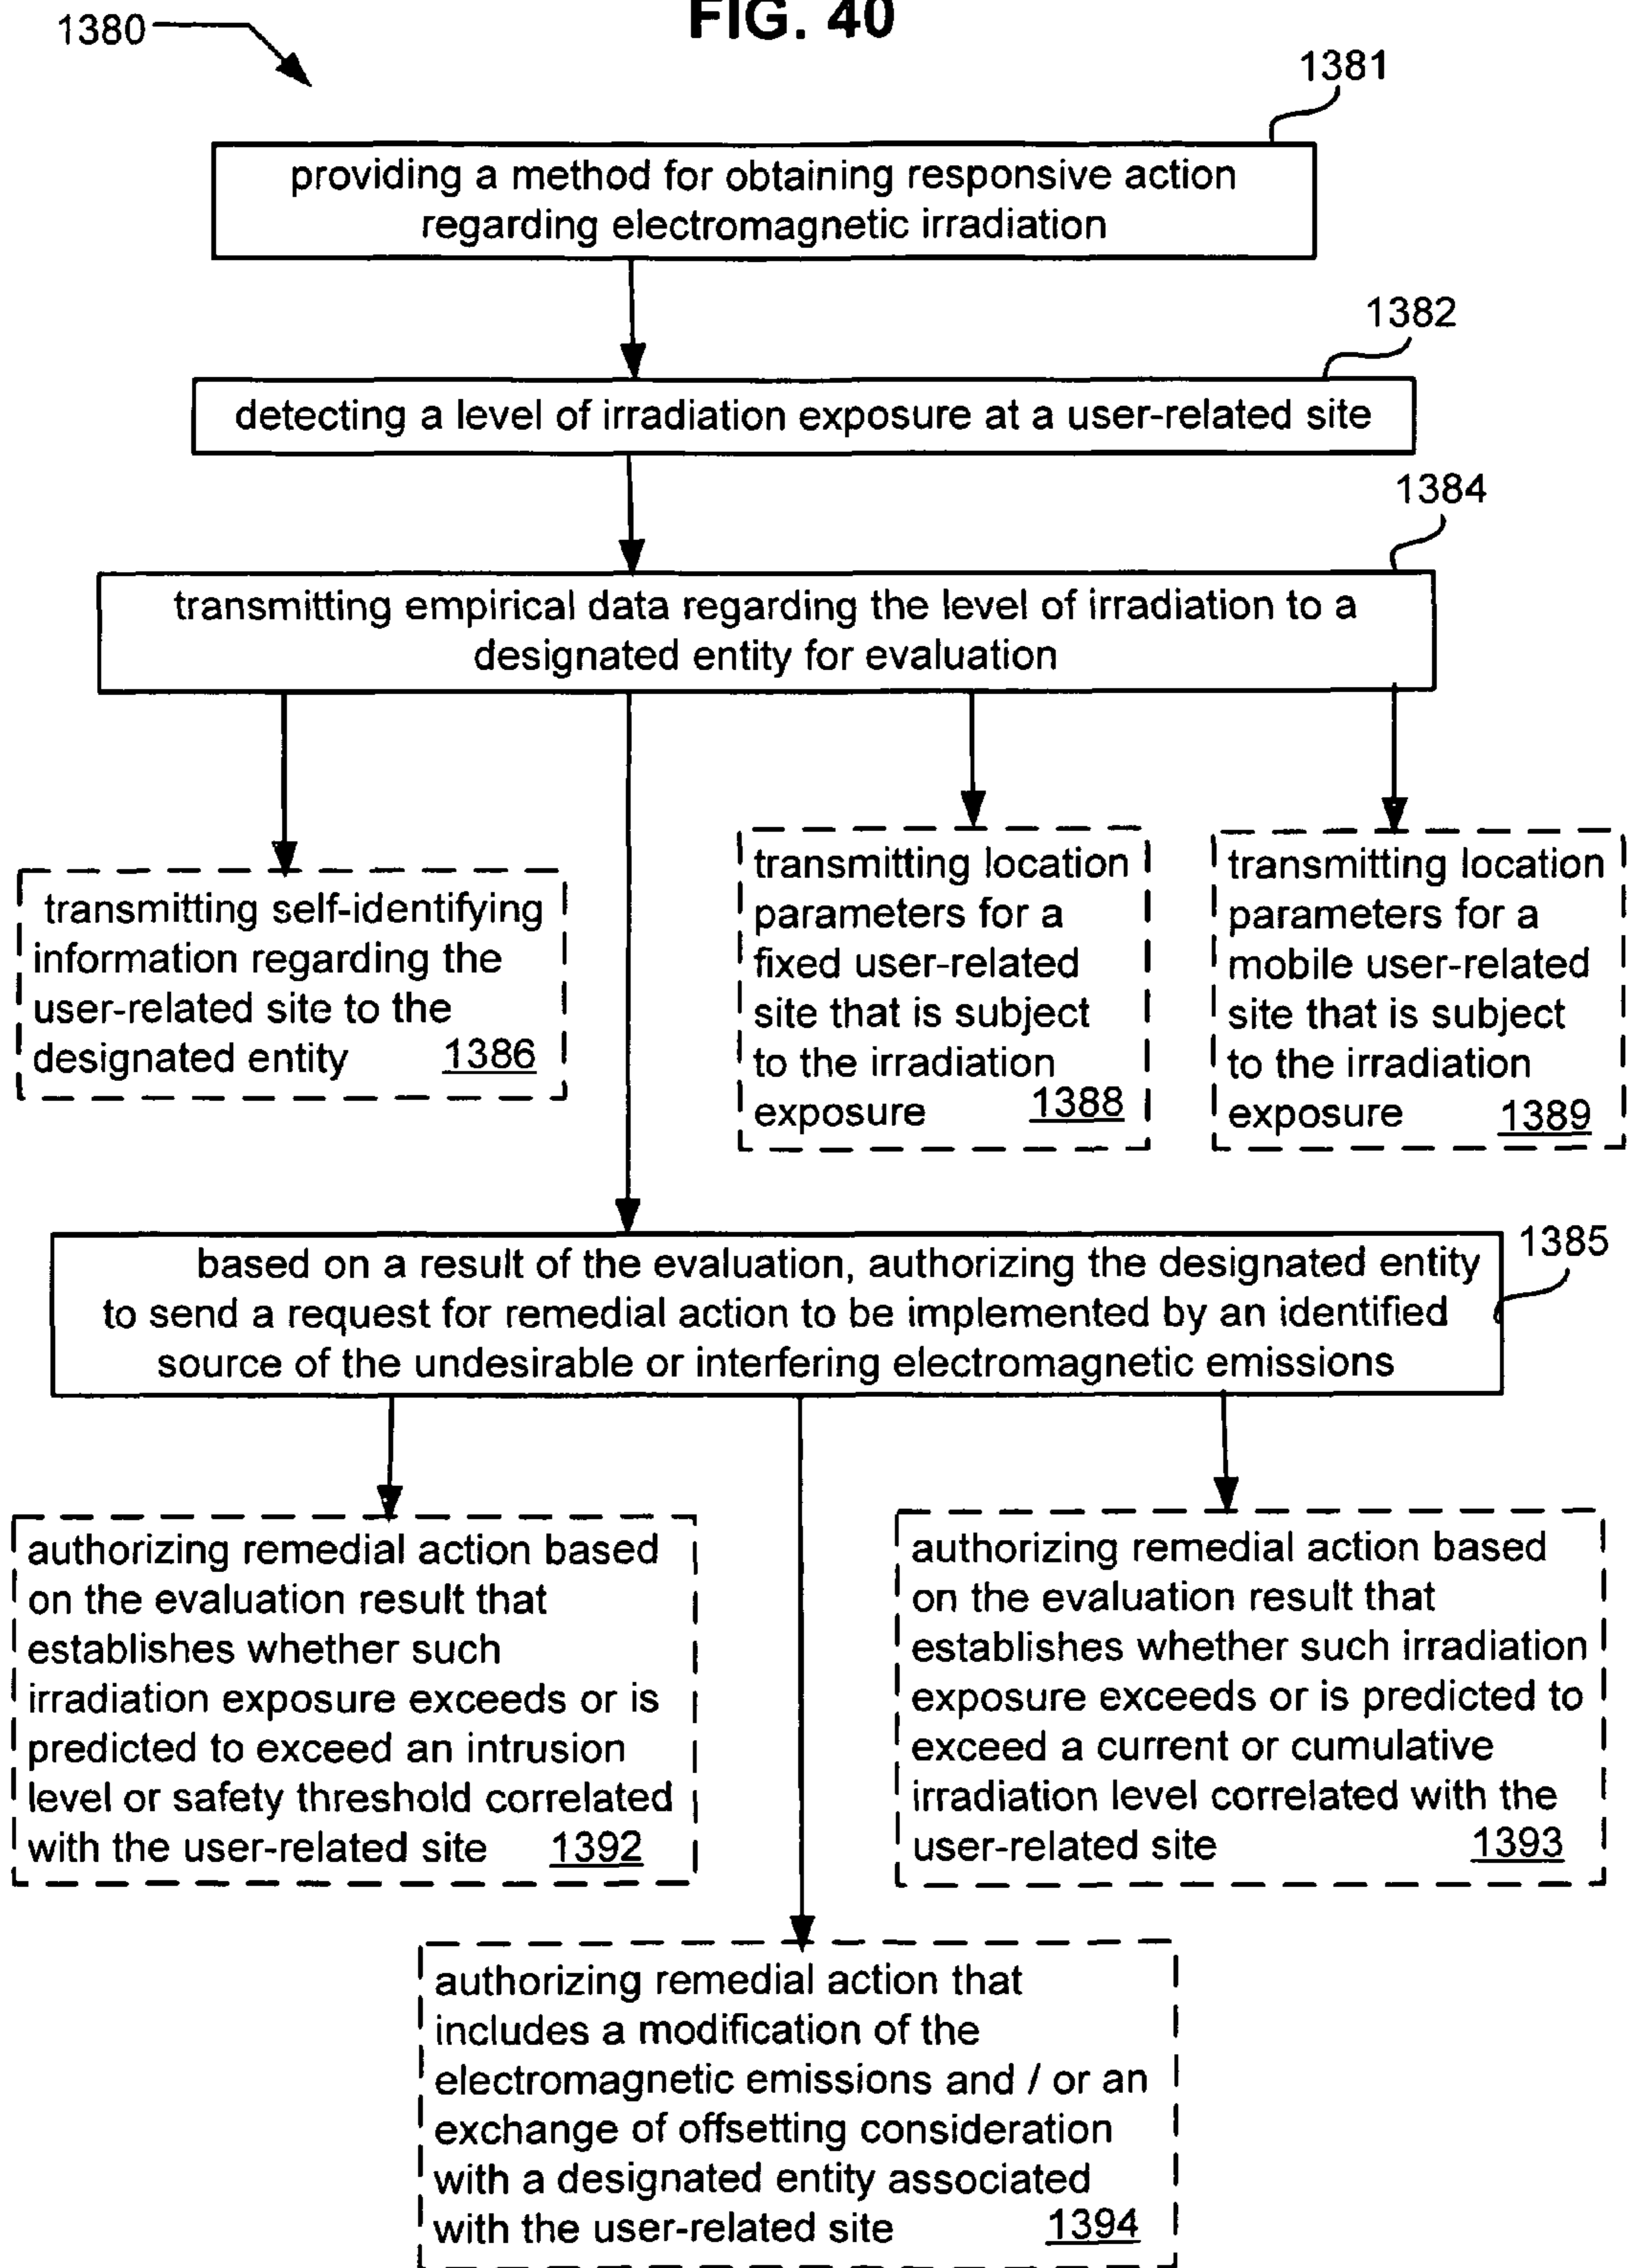 FIG. 40
1380
1381
providing a method for obtaining responsive action
regarding electromagnetic irradiation
1382
detecting a level of irradiation exposure at a user-related site
1384
transmitting empirical data regarding the level of irradiation to a
designated entity for evaluation
transmitting self-identifying
information regarding the
user-related site to the
designated entity 1386
transmitting location
parameters for a
fixed user-related
site that is subject
to the irradiation
exposure 1388
transmitting location
parameters for a
mobile user-related
site that is subject
to the irradiation
exposure 1389
1385
based on a result of the evaluation, authorizing the designated entity
to send a request for remedial action to be implemented by an identified
source of the undesirable or interfering electromagnetic emissions
authorizing remedial action based
on the evaluation result that
establishes whether such
irradiation exposure exceeds or is
predicted to exceed an intrusion
level or safety threshold correlated
with the user-related site 1392
authorizing remedial action based
on the evaluation result that
establishes whether such irradiation
exposure exceeds or is predicted to
exceed a current or cumulative
irradiation level correlated with the
user-related site 1393
authorizing remedial action that
includes a modification of the
electromagnetic emissions and / or an
exchange of offsetting consideration
with a designated entity associated
with the user-related site 1394